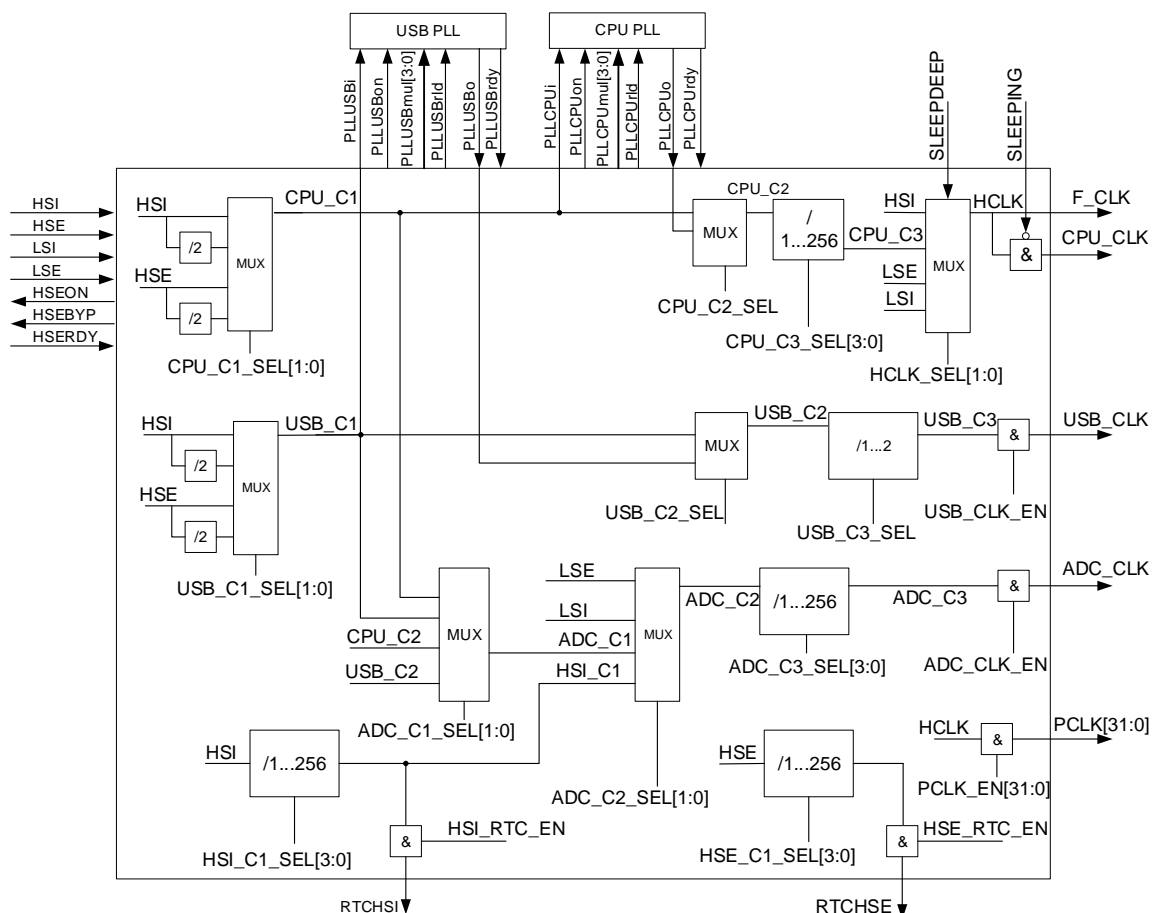 USB PLL
CPU PLL
PLLUSBi
PLLUSBon
PLLUSBmul[3:0]
PLLUSBrld
PLLUSBo
PLLUSBrdy
PLLCPUi
PLLCPUon
PLLCPUmul[3:0]
PLLCPUrld
PLLCPUo
PLLCPUrdy
SLEEPDEEP
SLEEPING
HSI
HSE
LSI
LSE
HSEON
HSEBYP
HSERDY
HSI
/2
HSE
/2
MUX
CPU_C1
CPU_C1_SEL[1:0]
MUX
CPU_C2
CPU_C2_SEL
/
1...256
CPU_C3
CPU_C3_SEL[3:0]
HSI
LSE
LSI
MUX
HCLK
HCLK_SEL[1:0]
&
F_CLK
CPU_CLK
HSI
/2
HSE
/2
MUX
USB_C1
USB_C1_SEL[1:0]
MUX
USB_C2
USB_C2_SEL
/1...2
USB_C3
USB_C3_SEL
&
USB_CLK
USB_CLK_EN
CPU_C2
USB_C2
MUX
ADC_C1
ADC_C1_SEL[1:0]
LSE
LSI
HSI_C1
MUX
ADC_C2
ADC_C2_SEL[1:0]
/1...256
ADC_C3
ADC_C3_SEL[3:0]
&
ADC_CLK
ADC_CLK_EN
HCLK
&
PCLK[31:0]
PCLK_EN[31:0]
HSI
/1...256
HSI_C1_SEL[3:0]
&
HSI_RTC_EN
RTCHSI
HSE
/1...256
HSE_C1_SEL[3:0]
&
HSE_RTC_EN
RTCHSE